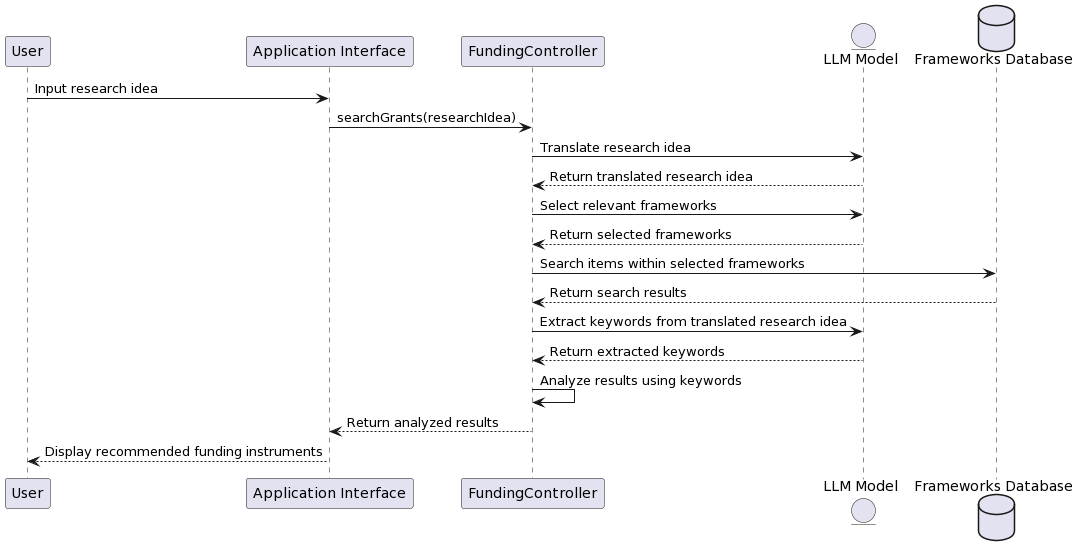 User
Application Interface
FundingController
LLM Model
Frameworks Database
Input research idea
searchGrants(researchIdea)
Translate research idea
Return translated research idea
Select relevant frameworks
Return selected frameworks
Search items within selected frameworks
Return search results
Extract keywords from translated research idea
Return extracted keywords
Analyze results using keywords
Return analyzed results
Display recommended funding instruments
User
Application Interface
FundingController
LLM Model
Frameworks Database